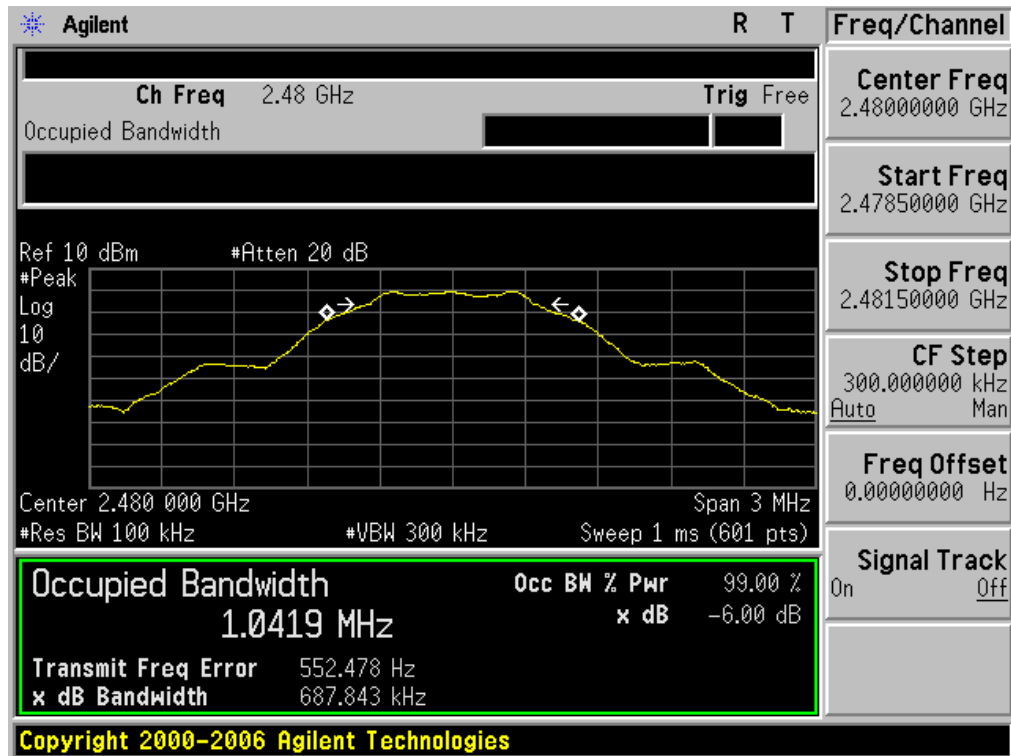 Agilent R T
Freq/Channel
Ch Freq 2.48 GHz Trig Free
Occupied Bandwidth
Center Freq
2.48000000 GHz
Start Freq
2.47850000 GHz
Stop Freq
2.48150000 GHz
CF Step
300.000000 kHz
Auto Man
Freq Offset
0.00000000 Hz
Signal Track
On Off
Ref 10 dBm #Atten 20 dB
#Peak
Log
10
dB/
Center 2.480 000 GHz Span 3 MHz
#Res BW 100 kHz #VBW 300 kHz Sweep 1 ms (601 pts)
Occupied Bandwidth
1.0419 MHz
Occ BW % Pwr 99.00 %
x dB -6.00 dB
Transmit Freq Error 552.478 Hz
x dB Bandwidth 687.843 kHz
Copyright 2000-2006 Agilent Technologies